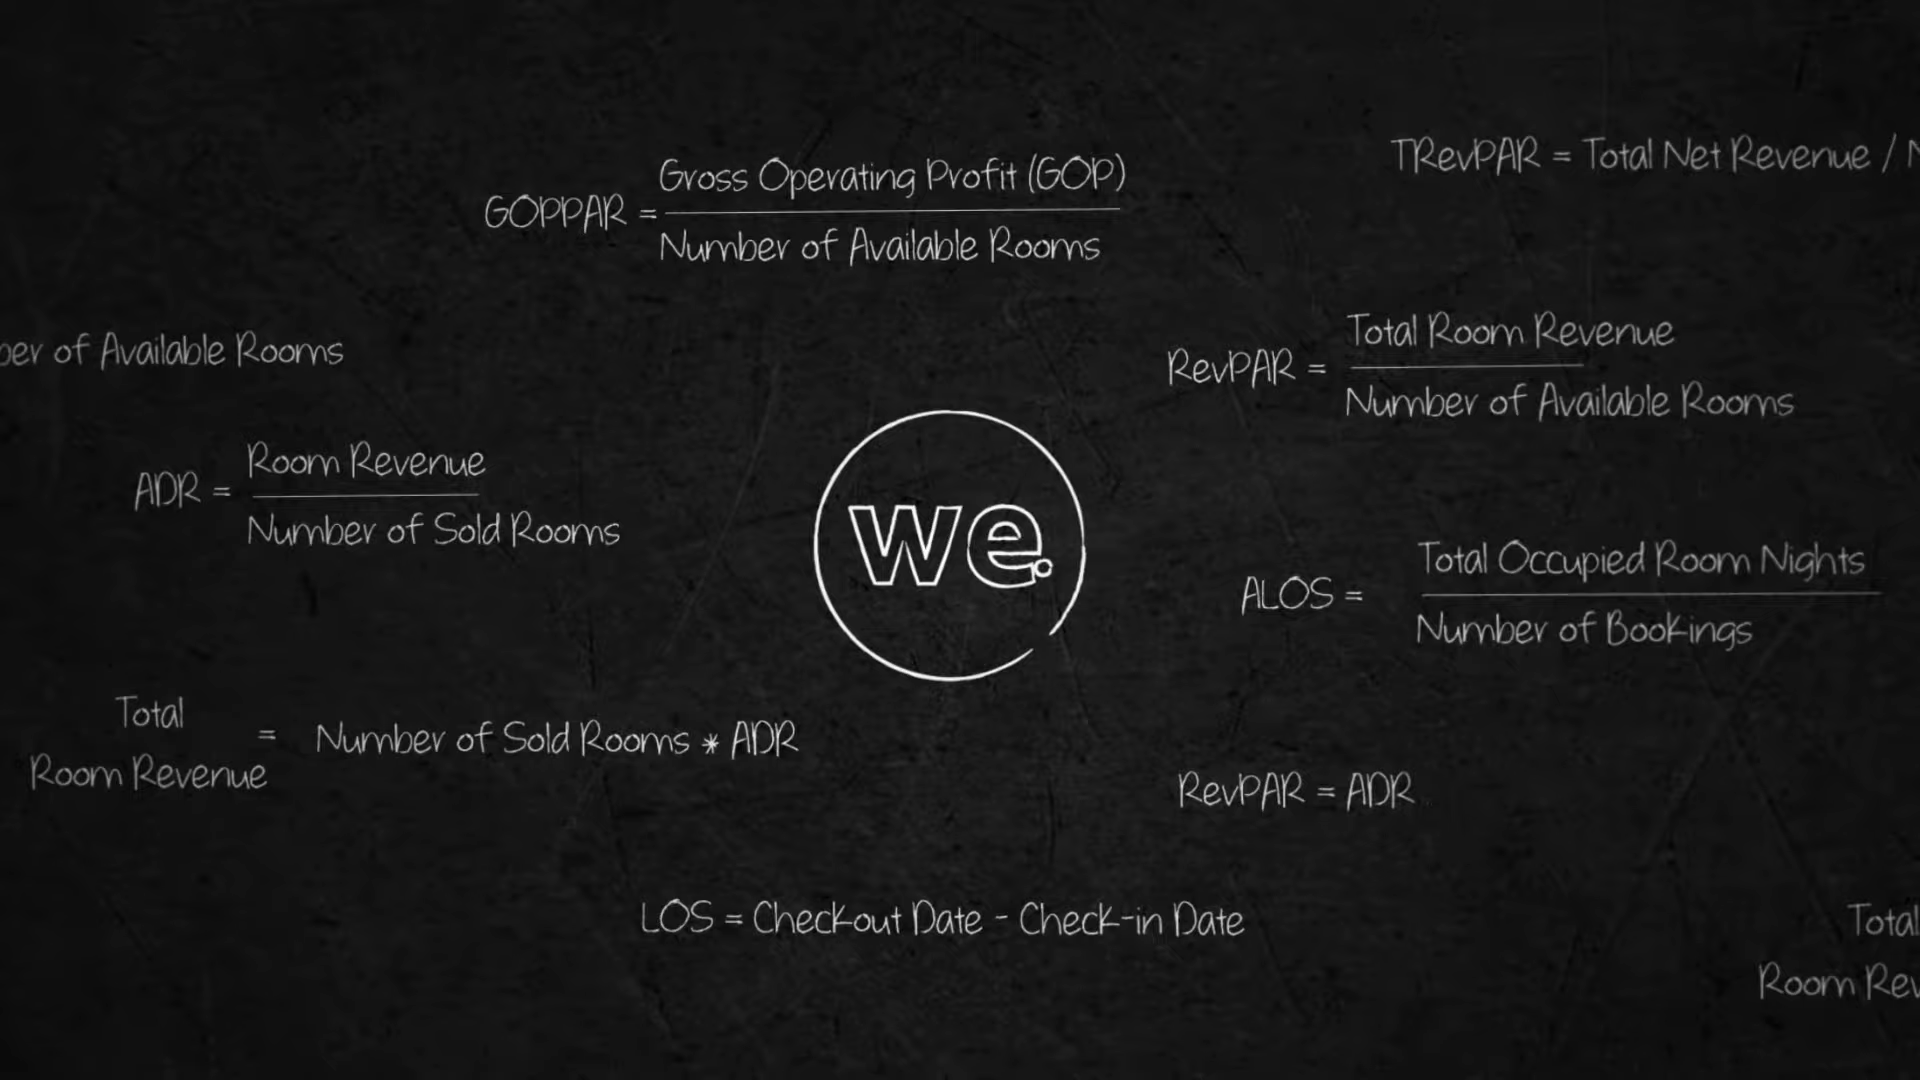 Gross Operating Profit (GOP)
GOPPAR =
Number of Available Rooms
TRevPAR = Total Net Revenue /
of Available Rooms
Total Room Revenue
RevPAR =
Number of Available Rooms
Room Revenue
ADR =
Number of Sold Rooms
we.
Total Occupied Room Nights
ALOS =
Number of Bookings
Total
Room Revenue
= Number of Sold Rooms * ADR
RevPAR = ADR
LOS = Checkout Date - Check-in Date
Total
Room